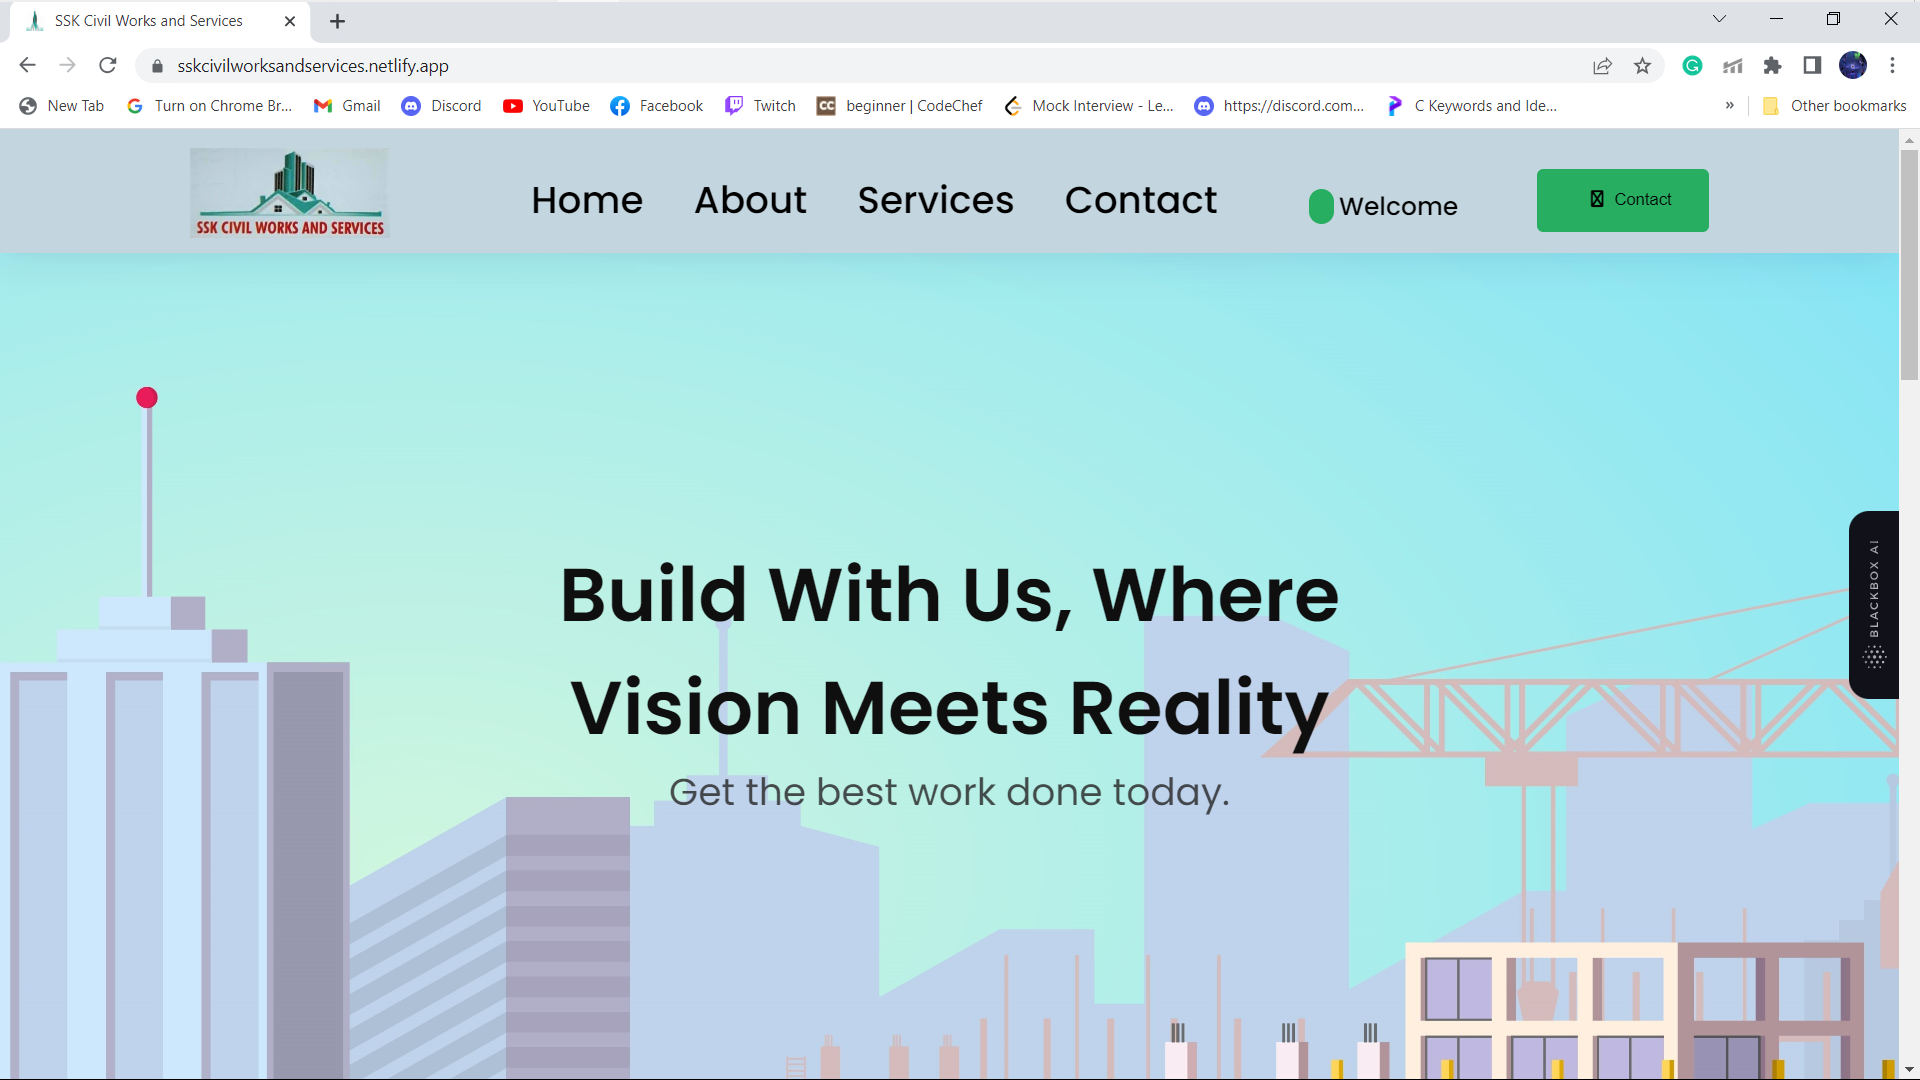 SSK Civil Works and Services
sskcivilworksandservices.netlify.app
New Tab
Turn on Chrome Br...
Gmail
Discord
YouTube
Facebook
Twitch
CC
beginner | CodeChef
Mock Interview - Le...
https://discord.com...
C Keywords and Ide...
»
Other bookmarks
SSK CIVIL WORKS AND SERVICES
Home
About
Services
Contact
Welcome
Contact
BLACKBOX AI
Build With Us, Where
Vision Meets Reality
Get the best work done today.